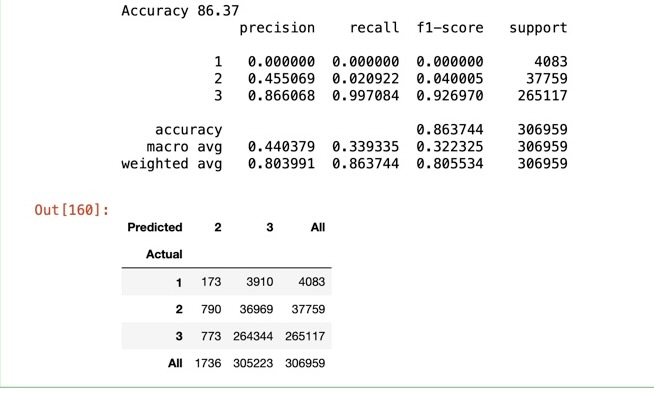 Accuracy 86.37
precision recall f1-score support
1 0.000000 0.000000 0.000000 4083
2 0.455069 0.020922 0.040005 37759
3 0.866068 0.997084 0.926970 265117
accuracy 0.863744 306959
macro avg 0.440379 0.339335 0.322325 306959
weighted avg 0.803991 0.863744 0.805534 306959
Out[160]:
Predicted 2 3 All
Actual
1 173 3910 4083
2 790 36969 37759
3 773 264344 265117
All 1736 305223 306959